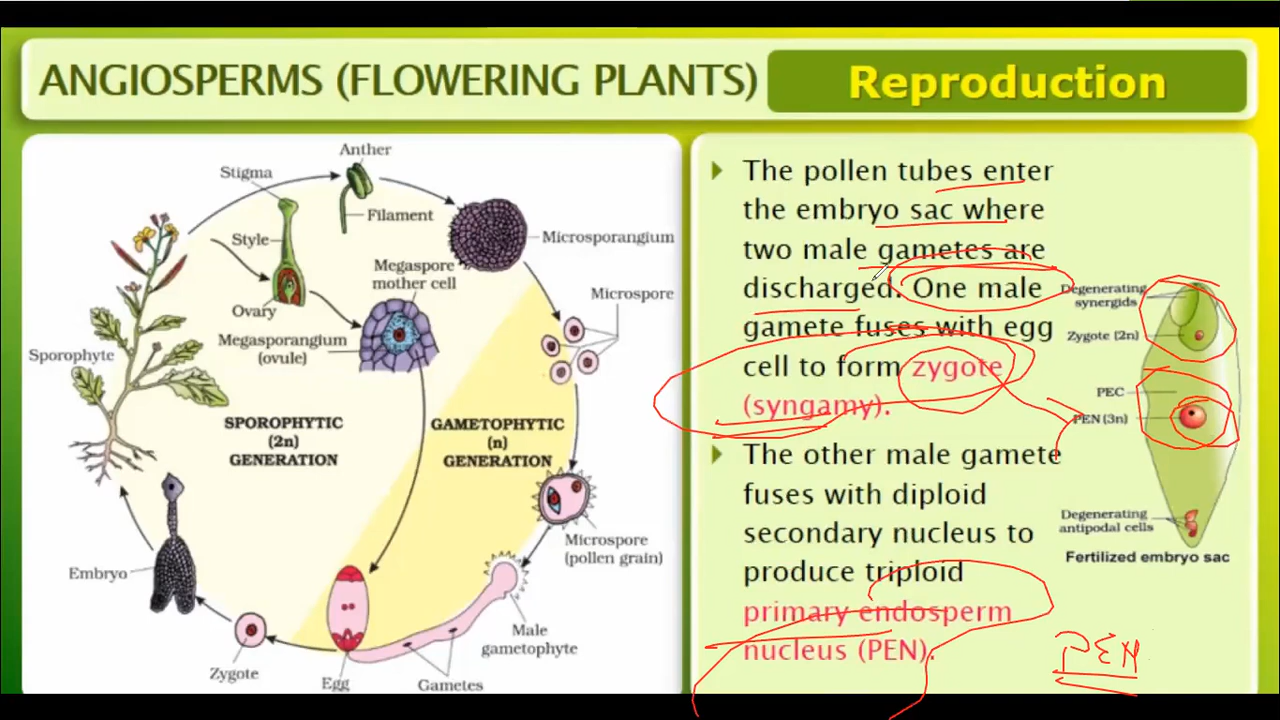 ANGIOSPERMS (FLOWERING PLANTS)
Reproduction
Anther
Stigma
Filament
Microsporangium
Style
Megaspore
mother cell
Microspore
Ovary
Megasporangium
(ovule)
Sporophyte
SPOROPHYTIC
(2n)
GENERATION
GAMETOPHYTIC
(n)
GENERATION
Microspore
(pollen grain)
Embryo
Male
gametophyte
Zygote
Egg
Gametes
The pollen tubes enter
the embryo sac where
two male gametes are
discharged. One male
gamete fuses with egg
cell to form zygote
(syngamy).
The other male gamete
fuses with diploid
secondary nucleus to
produce triploid
primary endosperm
nucleus (PEN).
Degenerating
synergids
Zygote (2n)
PEC
PEN (3n)
Degenerating
antipodal cells
Fertilized embryo sac
PEN